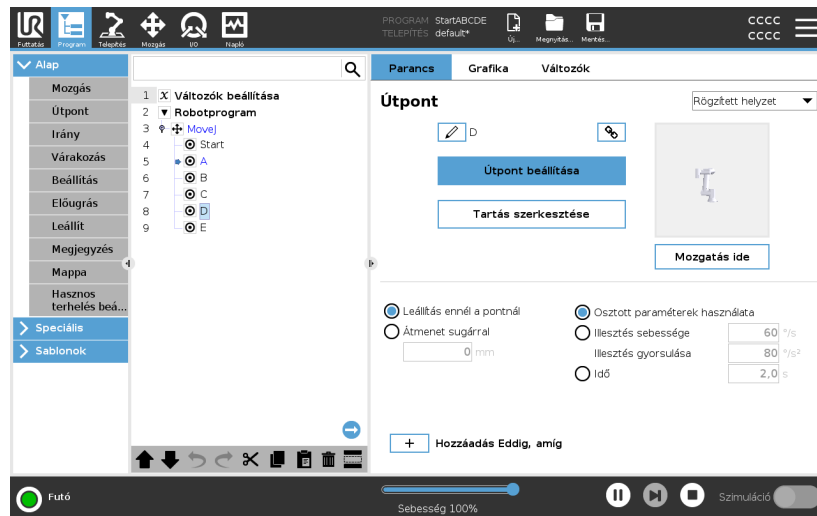 UR
Futtatás
Program
Telepítés
Mozgás
I/O
Napló
PROGRAM StartABCDE
TELEPÍTÉS default*
Új...
Megnyitás...
Mentés...
cccc
cccc
Alap
Mozgás
Útpont
Irány
Várakozás
Beállítás
Előugrás
Leállít
Megjegyzés
Mappa
Hasznos
terhelés beá...
Speciális
Sablonok
1 X Változók beállítása
2 ▼ Robotprogram
3 MoveJ
4 Start
5 A
6 B
7 C
8 D
9 E
Parancs
Grafika
Változók
Útpont
Rögzített helyzet
D
Útpont beállítása
Tartás szerkesztése
Mozgatás ide
Leállítás ennél a pontnál
Átmenet sugárral
0 mm
Osztott paraméterek használata
Illesztés sebessége 60 °/s
Illesztés gyorsulása 80 °/s²
Idő 2,0 s
+ Hozzáadás Eddig, amíg
Futó
Sebesség 100%
Szimuláció